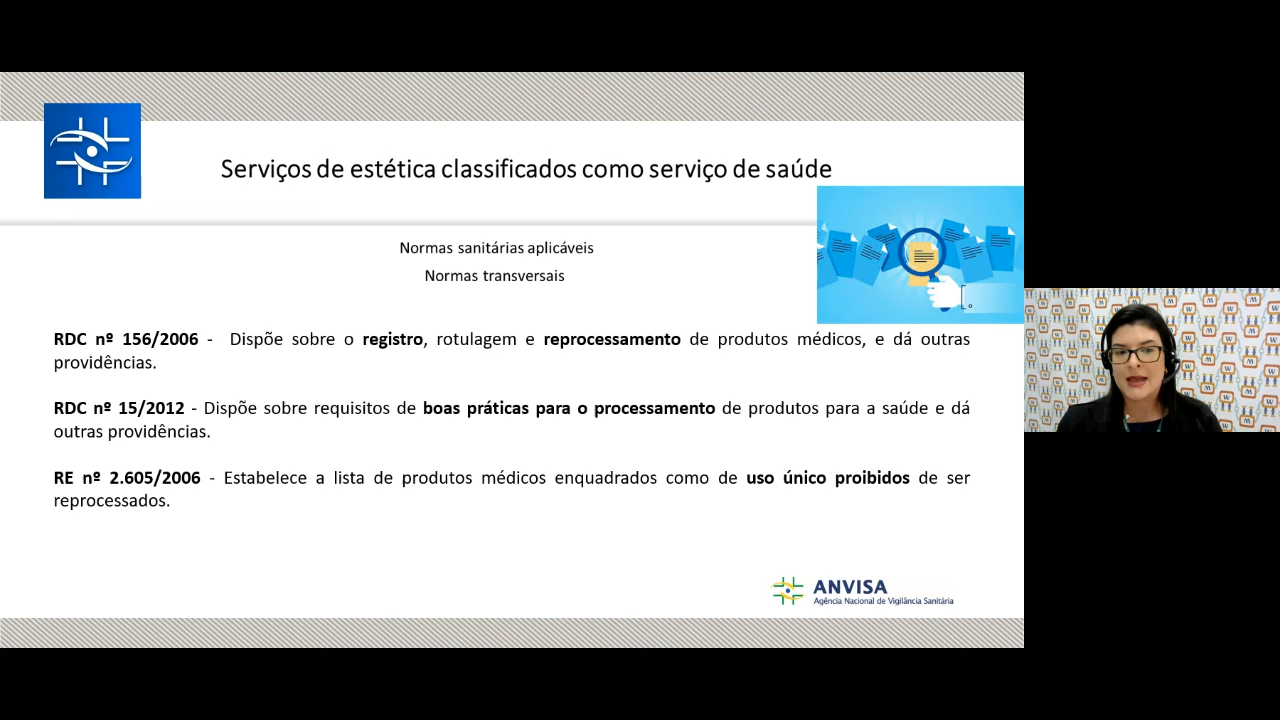 Serviços de estética classificados como serviço de saúde
Normas sanitárias aplicáveis
Normas transversais
RDC nº 156/2006 - Dispõe sobre o registro, rotulagem e reprocessamento de produtos médicos, e dá outras
providências.
RDC nº 15/2012 - Dispõe sobre requisitos de boas práticas para o processamento de produtos para a saúde e dá
outras providências.
RE nº 2.605/2006 - Estabelece a lista de produtos médicos enquadrados como de uso único proibidos de ser
reprocessados.
ANVISA
Agência Nacional de Vigilância Sanitária